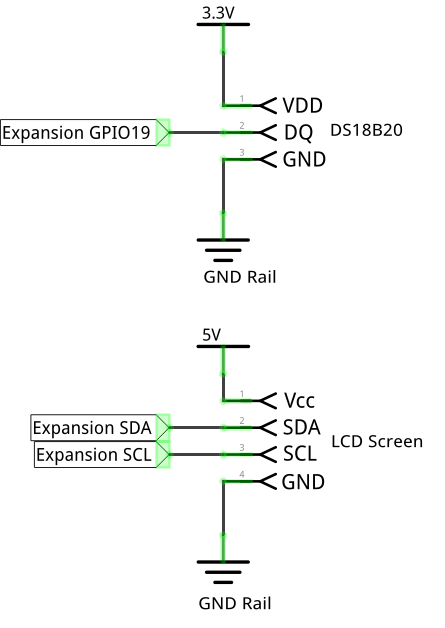 3.3V
1
VDD
Expansion GPIO19
2
DQ
DS18B20
3
GND
GND Rail
5V
1
Vcc
Expansion SDA
2
SDA
LCD Screen
Expansion SCL
3
SCL
4
GND
GND Rail